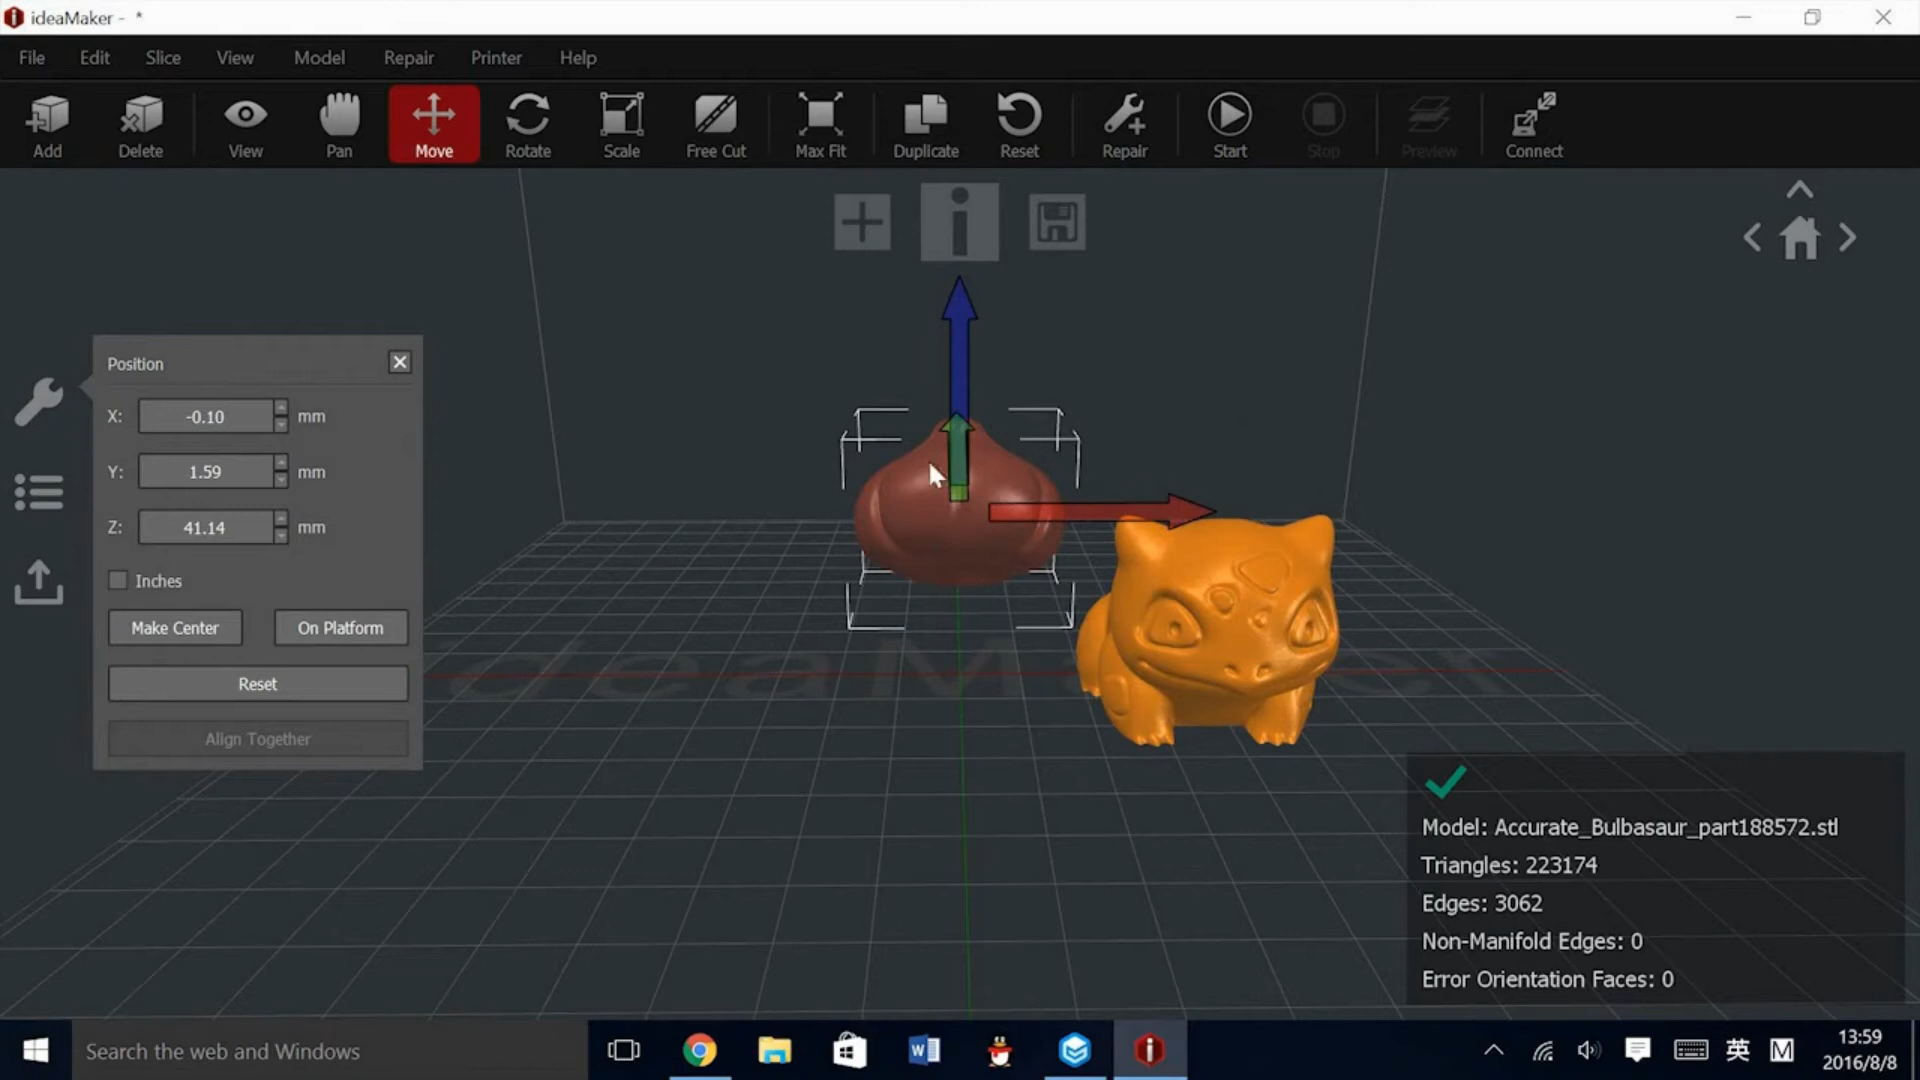 ideaMaker - *
File Edit Slice View Model Repair Printer Help
Add Delete View Pan Move Rotate Scale Free Cut Max Fit Duplicate Reset Repair Start Stop Preview Connect
Position
X: -0.10 mm
Y: 1.59 mm
Z: 41.14 mm
Inches
Make Center On Platform
Reset
Align Together
ideaMaker
Model: Accurate_Bulbasaur_part188572.stl
Triangles: 223174
Edges: 3062
Non-Manifold Edges: 0
Error Orientation Faces: 0
Search the web and Windows
英 M
13:59
2016/8/8